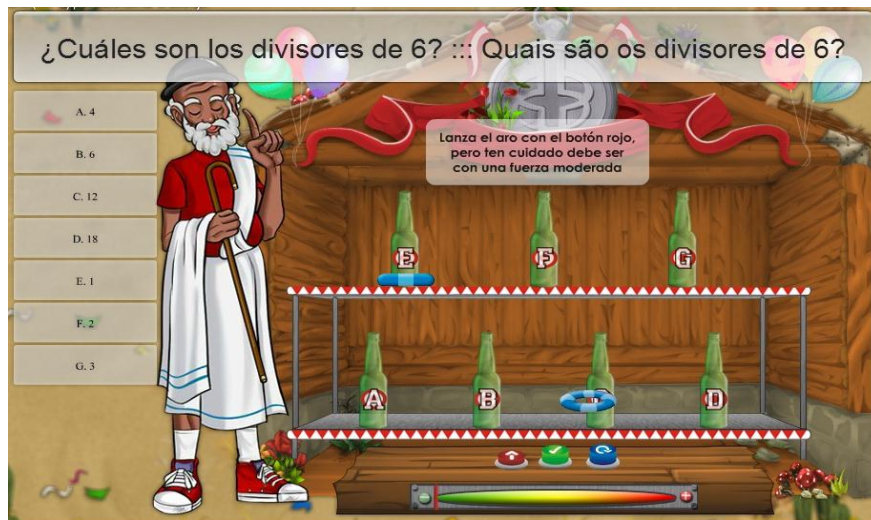 ¿Cuáles son los divisores de 6? ::: Quais são os divisores de 6?
A. 4
B. 6
C. 12
D. 18
E. 1
F. 2
G. 3
Lanza el aro con el botón rojo,
pero ten cuidado debe ser
con una fuerza moderada
E F G
A B D